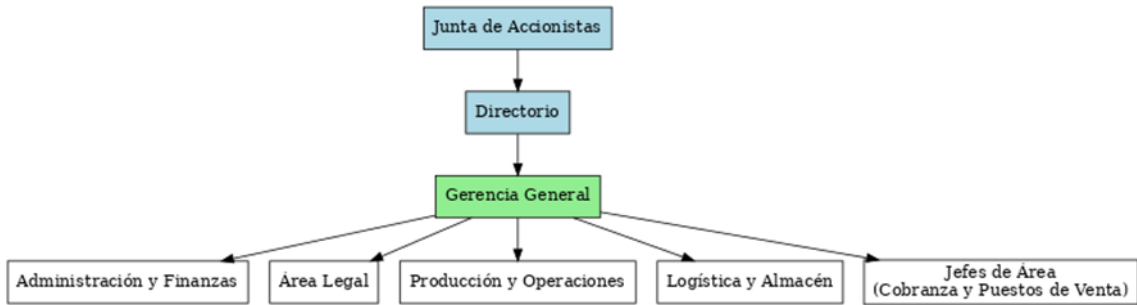 Junta de Accionistas
Directorio
Gerencia General
Administración y Finanzas
Área Legal
Producción y Operaciones
Logística y Almacén
Jefes de Área
(Cobranza y Puestos de Venta)